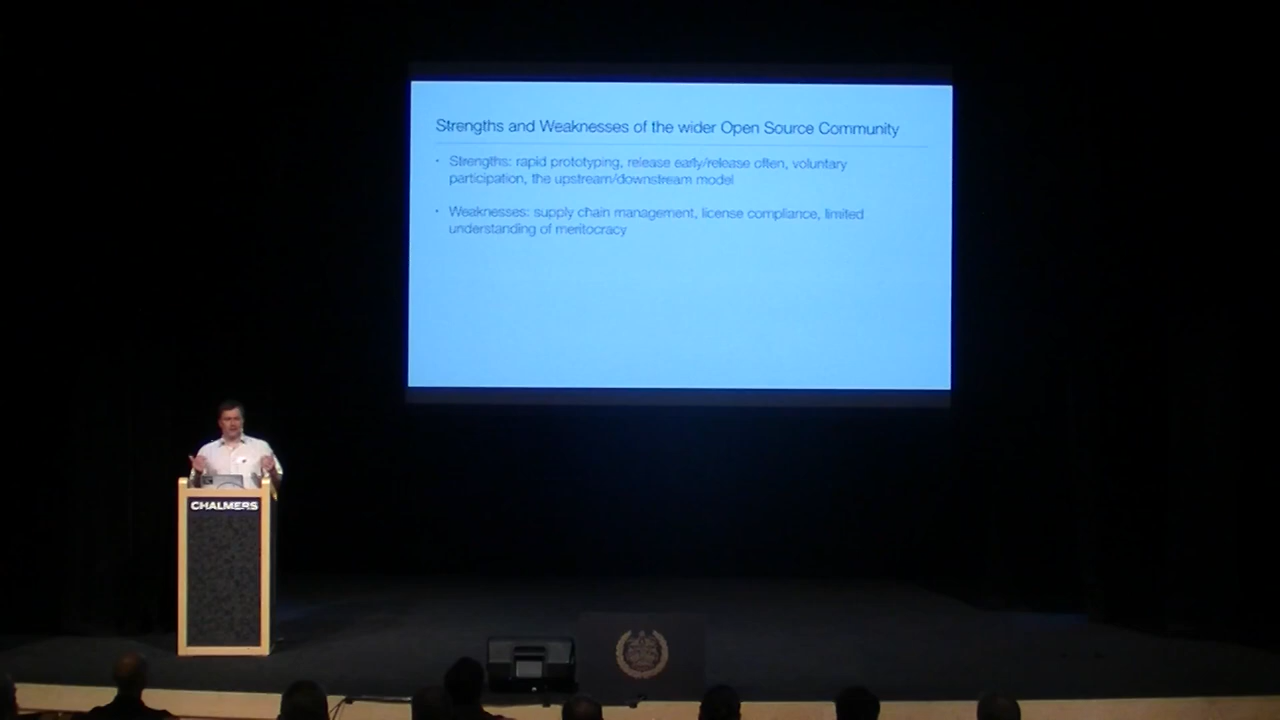 Strengths and Weaknesses of the wider Open Source Community
• Strengths: rapid prototyping, release early/release often, voluntary
participation, the upstream/downstream model
• Weaknesses: supply chain management, license compliance, limited
understanding of meritocracy
CHALMERS